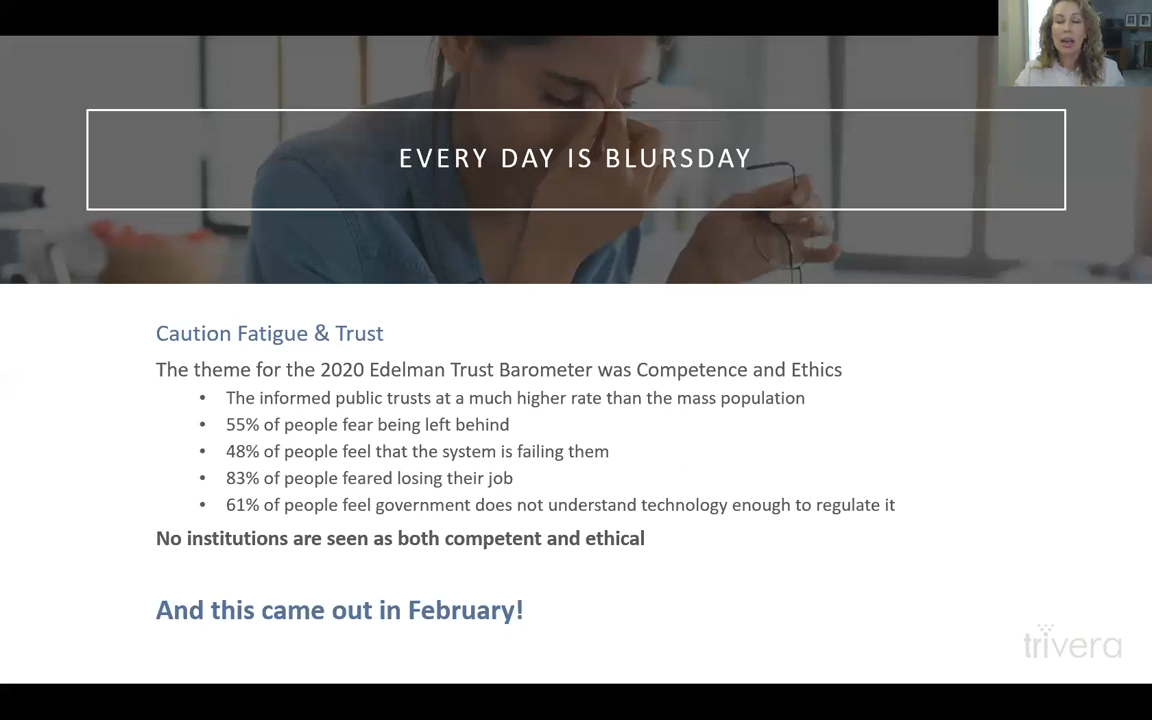 EVERY DAY IS BLURSDAY
Caution Fatigue & Trust
The theme for the 2020 Edelman Trust Barometer was Competence and Ethics
• The informed public trusts at a much higher rate than the mass population
• 55% of people fear being left behind
• 48% of people feel that the system is failing them
• 83% of people feared losing their job
• 61% of people feel government does not understand technology enough to regulate it
No institutions are seen as both competent and ethical
And this came out in February!
trivera